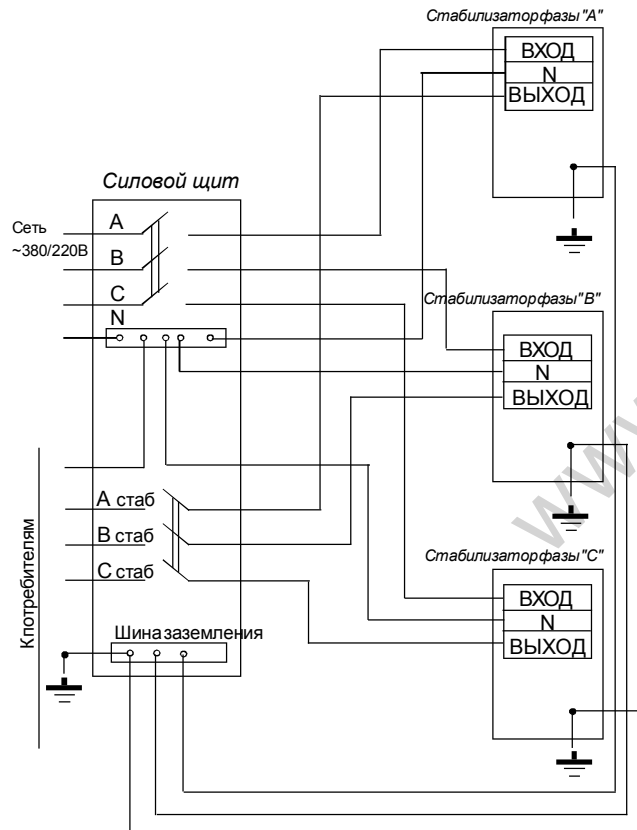 Стабилизаторфазы"А"
ВХОД
N
ВЫХОД
Силовой щит
Сеть
~380/220В
A
B
C
N
Стабилизаторфазы"В"
ВХОД
N
ВЫХОД
www
А стаб
В стаб
С стаб
Кпотребителям
Стабилизаторфазы"С"
ВХОД
N
ВЫХОД
Шиназаземления